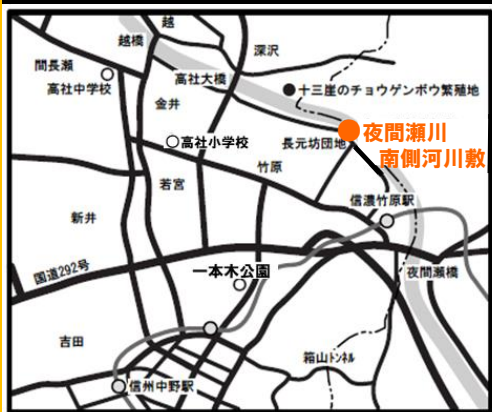 越
越橋
深沢
間長瀬
高社中学校
高社大橋
十三崖のチョウゲンボウ繁殖地
金井
夜間瀬川
南側河川敷
高社小学校
長元坊団地
竹原
若宮
信濃竹原駅
新井
国道292号
一本木公園
夜間瀬橋
吉田
箱山トンネル
信州中野駅